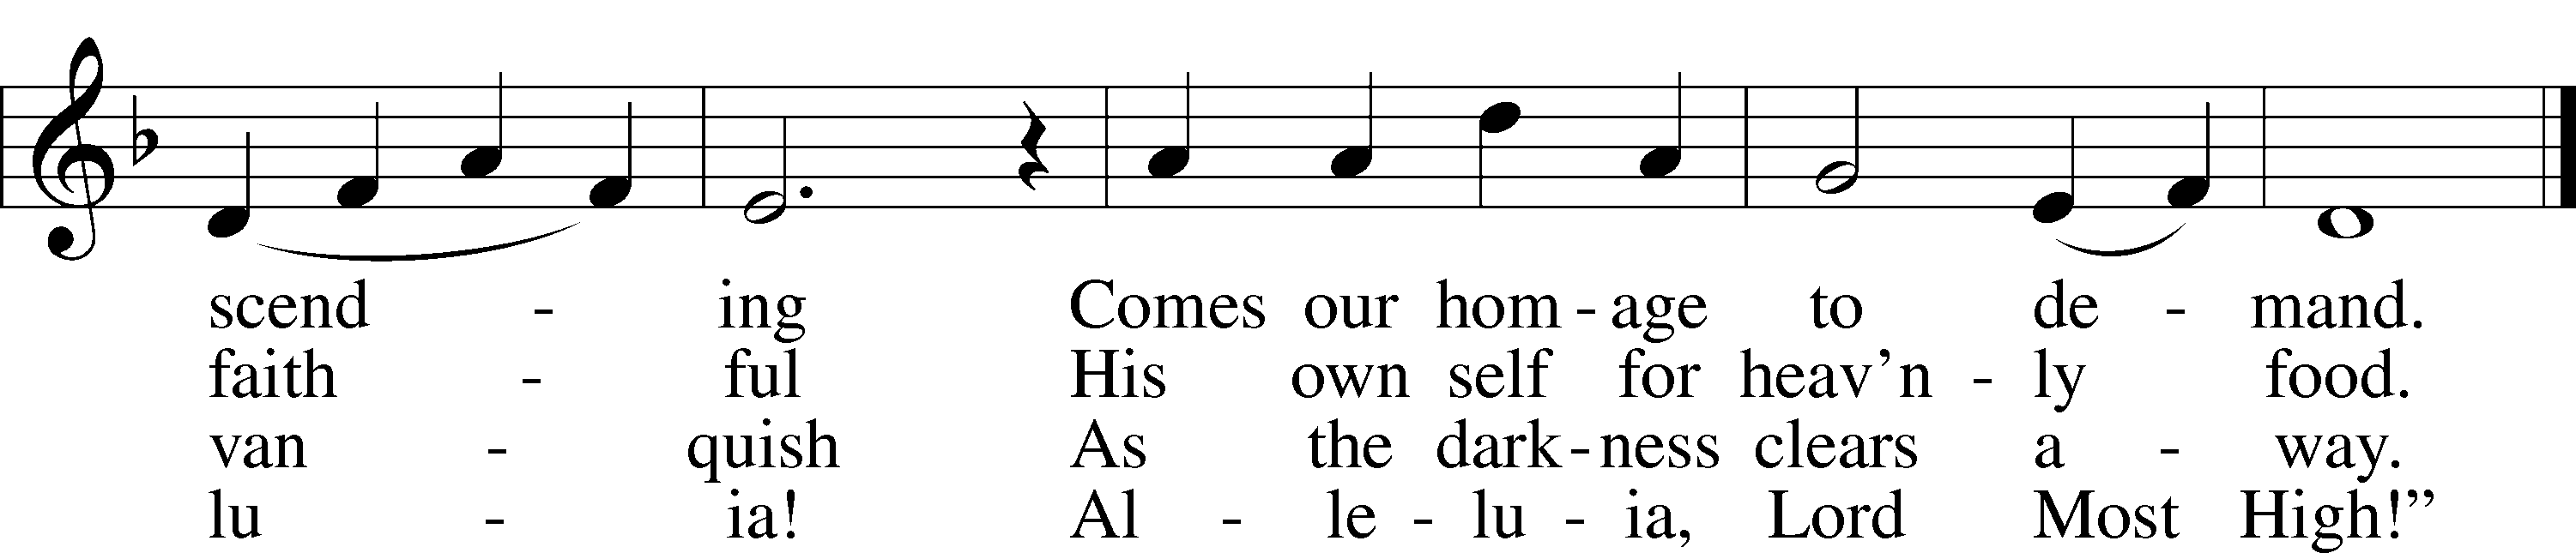 scend - ing Comes our hom - age to de - mand.
faith - ful His own self for heav’n - ly food.
van - quish As the dark - ness clears a - way.
lu - ia! Al - le - lu - ia, Lord Most High!”